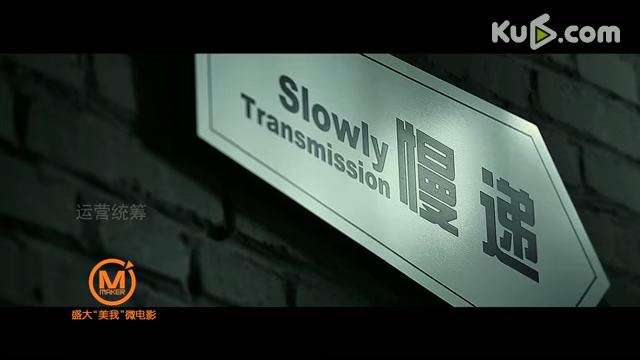 Ku6.com
Slowly
Transmission
慢递
运营统筹
M
MAKER
盛大“美我”微电影